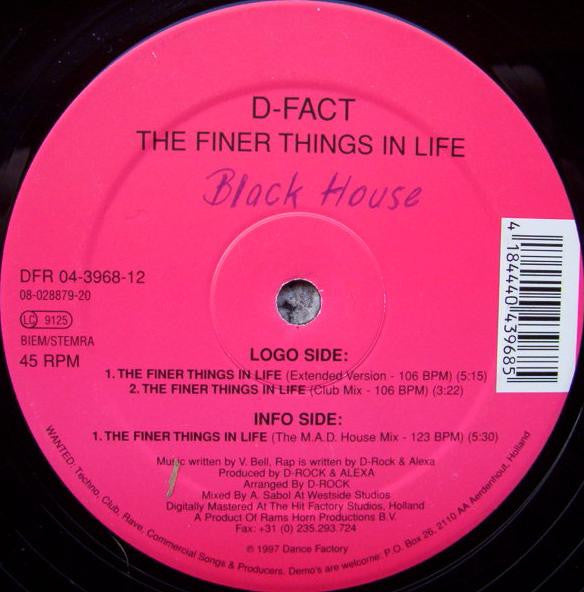 D-FACT
THE FINER THINGS IN LIFE
Black House
DFR 04-3968-12
08-028879-20
LC 9125
BIEM/STEMRA
45 RPM
4 184440 439685
LOGO SIDE:
1. THE FINER THINGS IN LIFE (Extended Version - 106 BPM) (5:15)
2. THE FINER THINGS IN LIFE (Club Mix - 106 BPM) (3:22)
INFO SIDE:
1. THE FINER THINGS IN LIFE (The M.A.D. House Mix - 123 BPM) (5:30)
Music written by V. Bell, Rap is written by D-Rock & Alexa
Produced by D-ROCK & ALEXA
Arranged By D-ROCK
Mixed By A. Sabol At Westside Studios
Digitally Mastered At The Hit Factory Studios, Holland
A Product Of Rams Horn Productions B.V.
Fax: +31 (0) 235.293.724
℗ 1997 Dance Factory
WANTED: Techno, Club, Rave, Commercial Songs & Producers. Demo's are welcome: P.O. Box 26, 2110 AA Aerdenhout, Holland